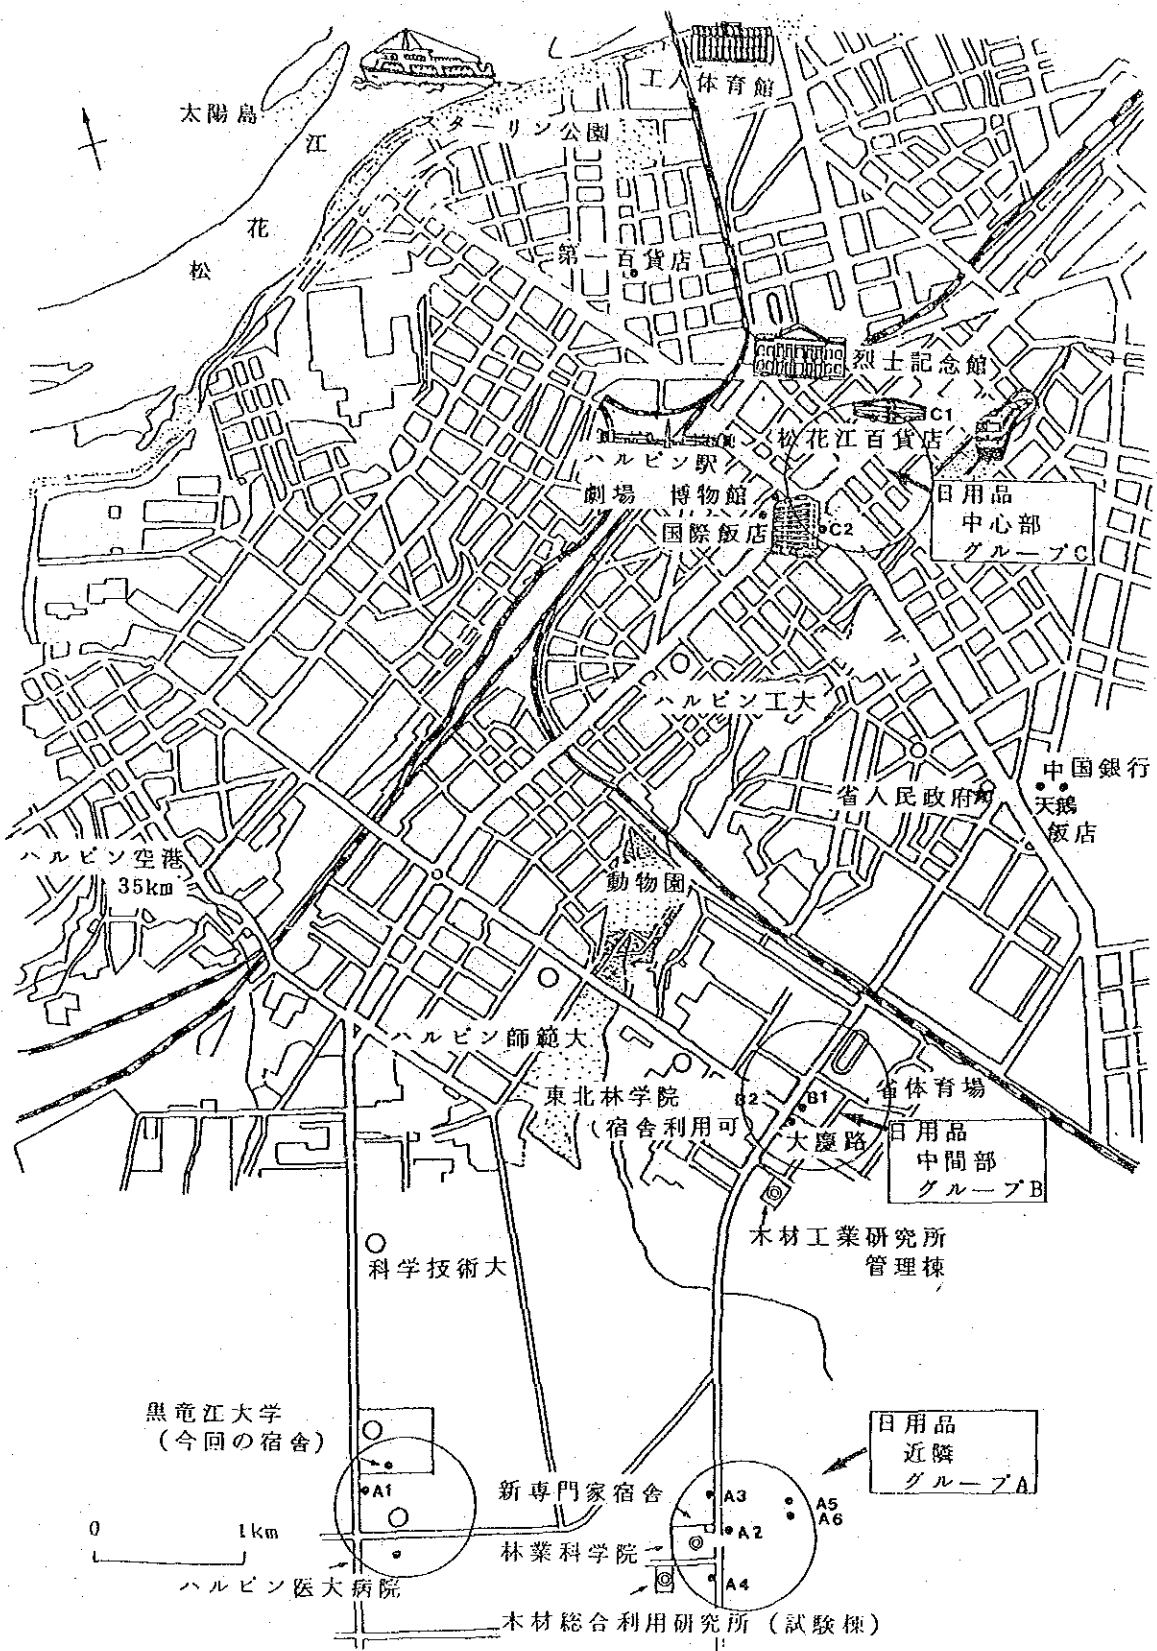 工人体育館
太陽島
スターリン公園
松花江
第一百貨店
烈士記念館
C1
松花江百貨店
ハルピン駅
劇場 博物館
国際飯店
C2
日用品
中心部
グループC
ハルピン工大
中国銀行
省人民政府
天鵝
飯店
ハルピン空港
35km
動物園
ハルピン師範大
東北林学院
(宿舎利用可)
B2
B1
省体育場
大慶路
日用品
中間部
グループB
木材工業研究所
管理棟
科学技術大
黒竜江大学
(今回の宿舎)
日用品
近隣
グループA
新専門家宿舎
A1
A3
A5
A6
A2
0 1km
林業科学院
ハルピン医大病院
A4
木材総合利用研究所(試験棟)